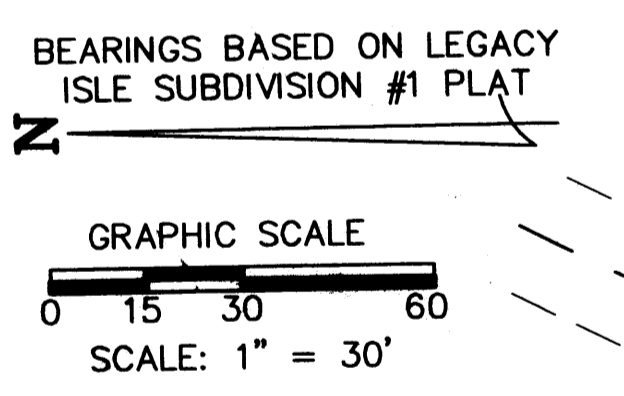 BEARINGS BASED ON LEGACY
ISLE SUBDIVISION #1 PLAT
N
GRAPHIC SCALE
0 15 30 60
SCALE: 1" = 30'